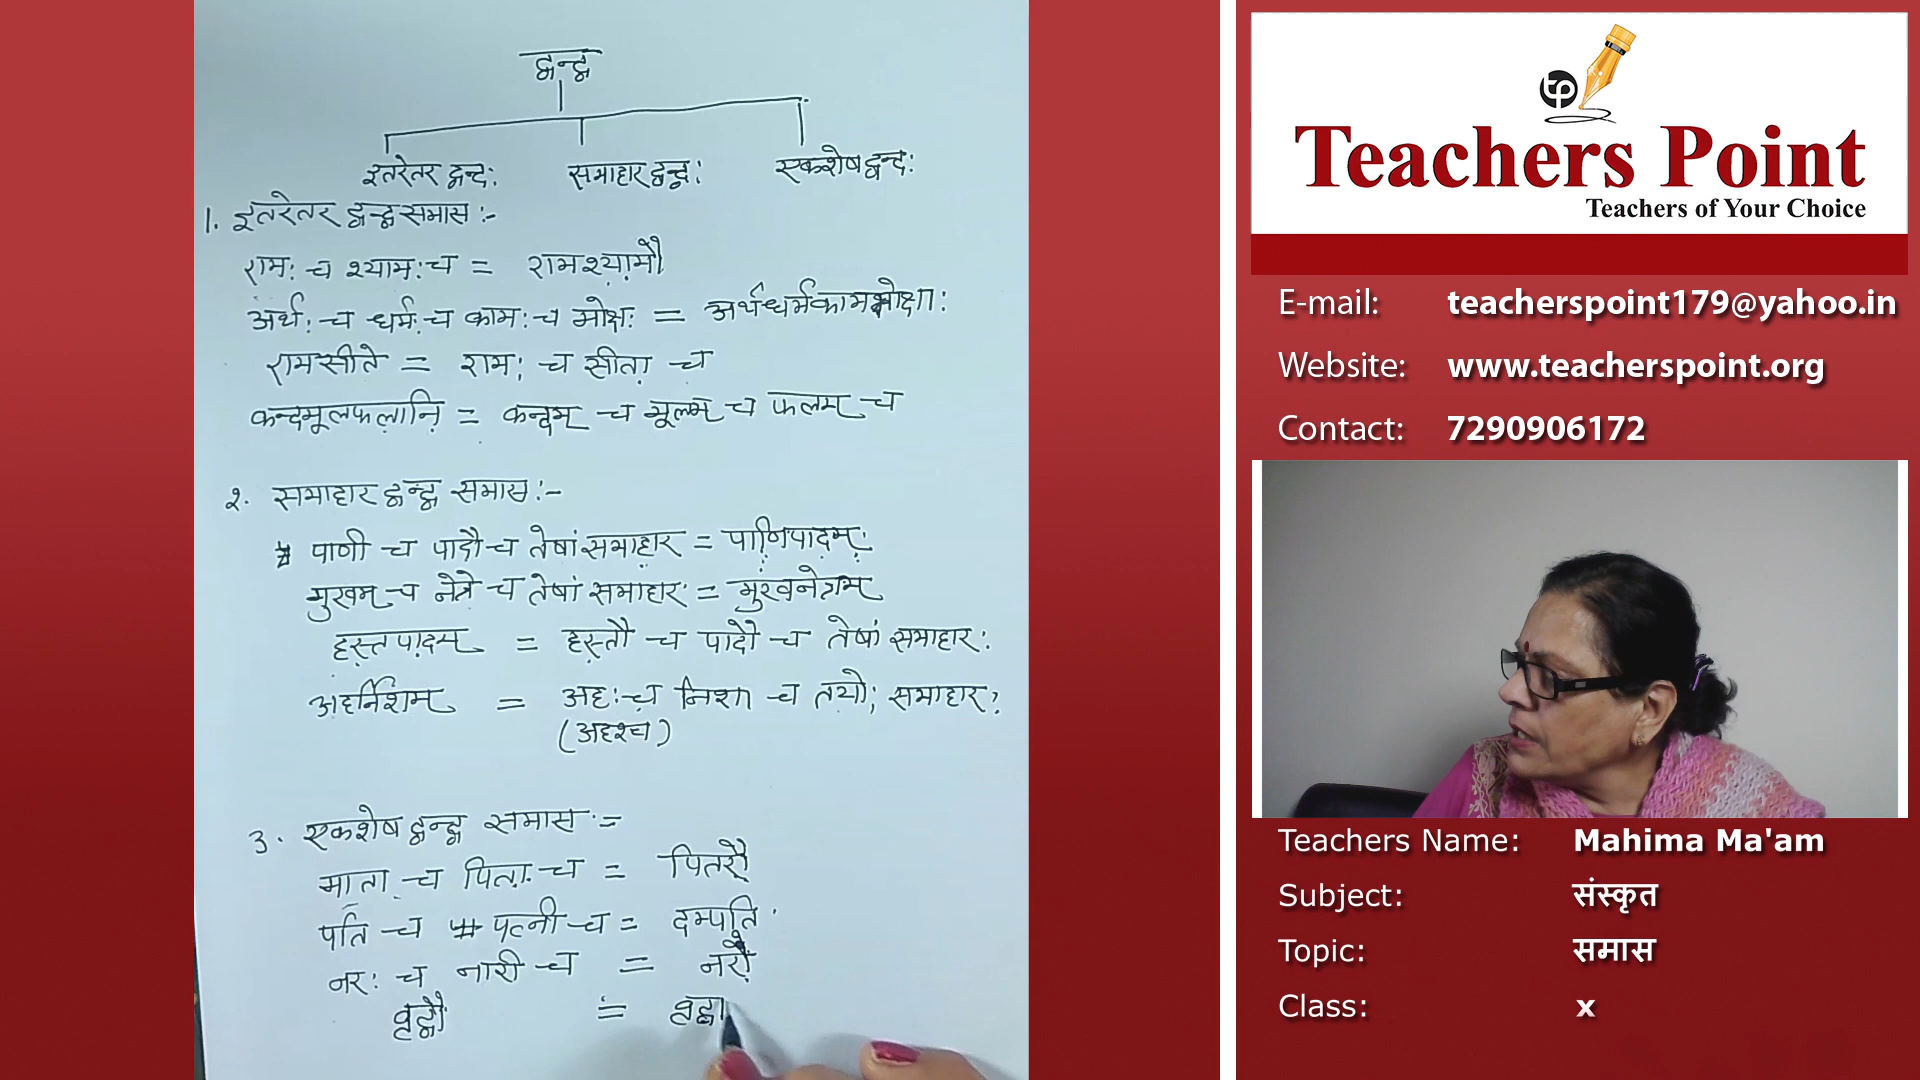 द्वन्द्व
इतरेतर द्वन्द्वः समाहार द्वन्द्वः एकशेष द्वन्द्वः
1. इतरेतर द्वन्द्व समास :-
रामः च श्यामः च = रामश्यामौ
अर्थः च धर्मः च कामः च मोक्षः = अर्थधर्मकाममोक्षाः
रामसीते = रामः च सीता च
कन्दमूलफलानि = कन्दम् च मूलम् च फलम् च
२. समाहार द्वन्द्व समास :-
पाणी च पादौ च तेषां समाहार = पाणिपादम्
मुखम् च नेत्रे च तेषां समाहारः = मुखनेत्रम्
हस्तपादम् = हस्तौ च पादौ च तेषां समाहारः
अहर्निशम् = अहः च निशा च तयोः समाहारः
(अहश्च)
3. एकशेष द्वन्द्व समास :-
माता च पिता च = पितरौ
पति च पत्नी च = दम्पति
नरः च नारी च = नरौ
tp
Teachers Point
Teachers of Your Choice
E-mail: teacherspoint179@yahoo.in
Website: www.teacherspoint.org
Contact: 7290906172
Teachers Name: Mahima Ma'am
Subject: संस्कृत
Topic: समास
Class: x